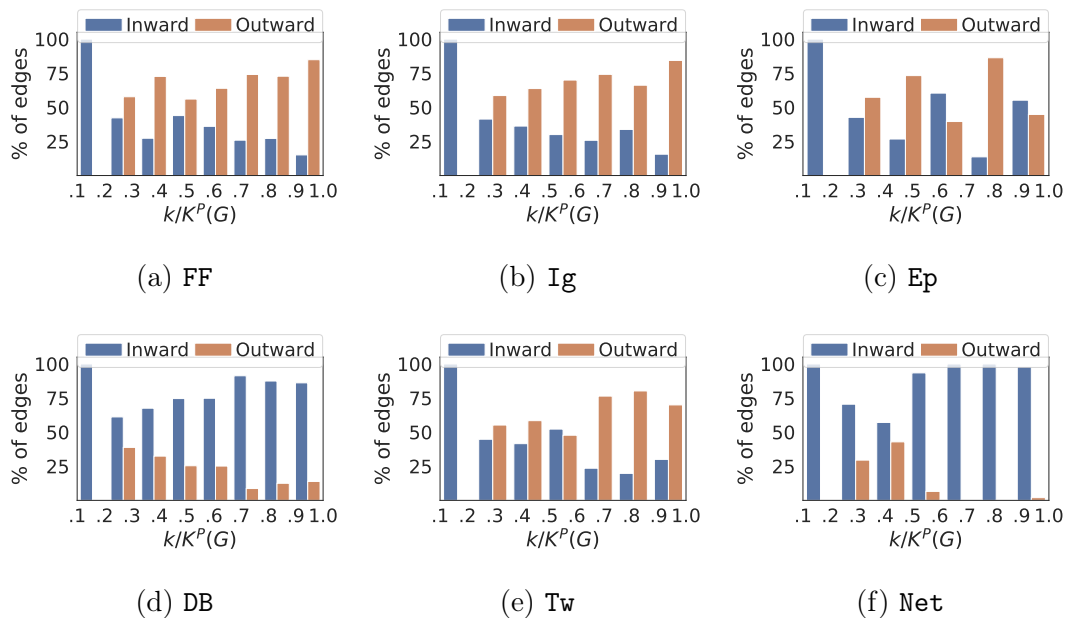 Inward Outward
100
75
50
25
% of edges
.1 .2 .3 .4 .5 .6 .7 .8 .9 1.0
k/K^P(G)
(a) FF
Inward Outward
100
75
50
25
% of edges
.1 .2 .3 .4 .5 .6 .7 .8 .9 1.0
k/K^P(G)
(b) Ig
Inward Outward
100
75
50
25
% of edges
.1 .2 .3 .4 .5 .6 .7 .8 .9 1.0
k/K^P(G)
(c) Ep
Inward Outward
100
75
50
25
% of edges
.1 .2 .3 .4 .5 .6 .7 .8 .9 1.0
k/K^P(G)
(d) DB
Inward Outward
100
75
50
25
% of edges
.1 .2 .3 .4 .5 .6 .7 .8 .9 1.0
k/K^P(G)
(e) Tw
Inward Outward
100
75
50
25
% of edges
.1 .2 .3 .4 .5 .6 .7 .8 .9 1.0
k/K^P(G)
(f) Net